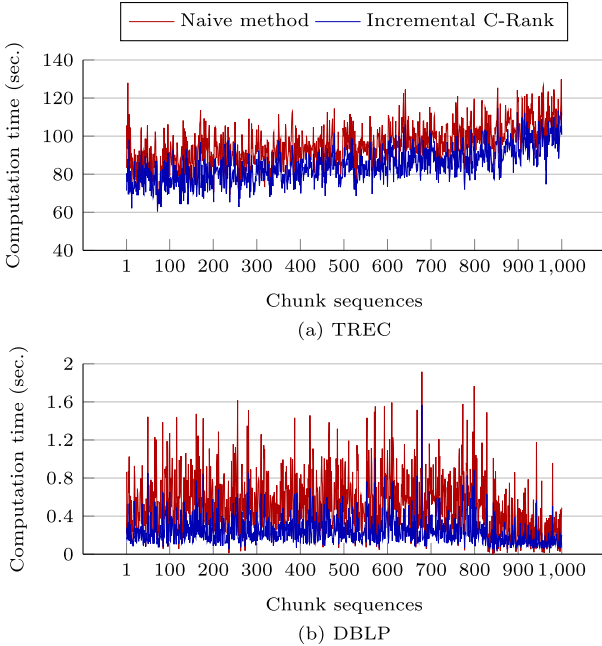 Naive method Incremental C-Rank
Computation time (sec.)
140
120
100
80
60
40
1 100 200 300 400 500 600 700 800 900 1,000
Chunk sequences
(a) TREC
Computation time (sec.)
2
1.6
1.2
0.8
0.4
0
1 100 200 300 400 500 600 700 800 900 1,000
Chunk sequences
(b) DBLP